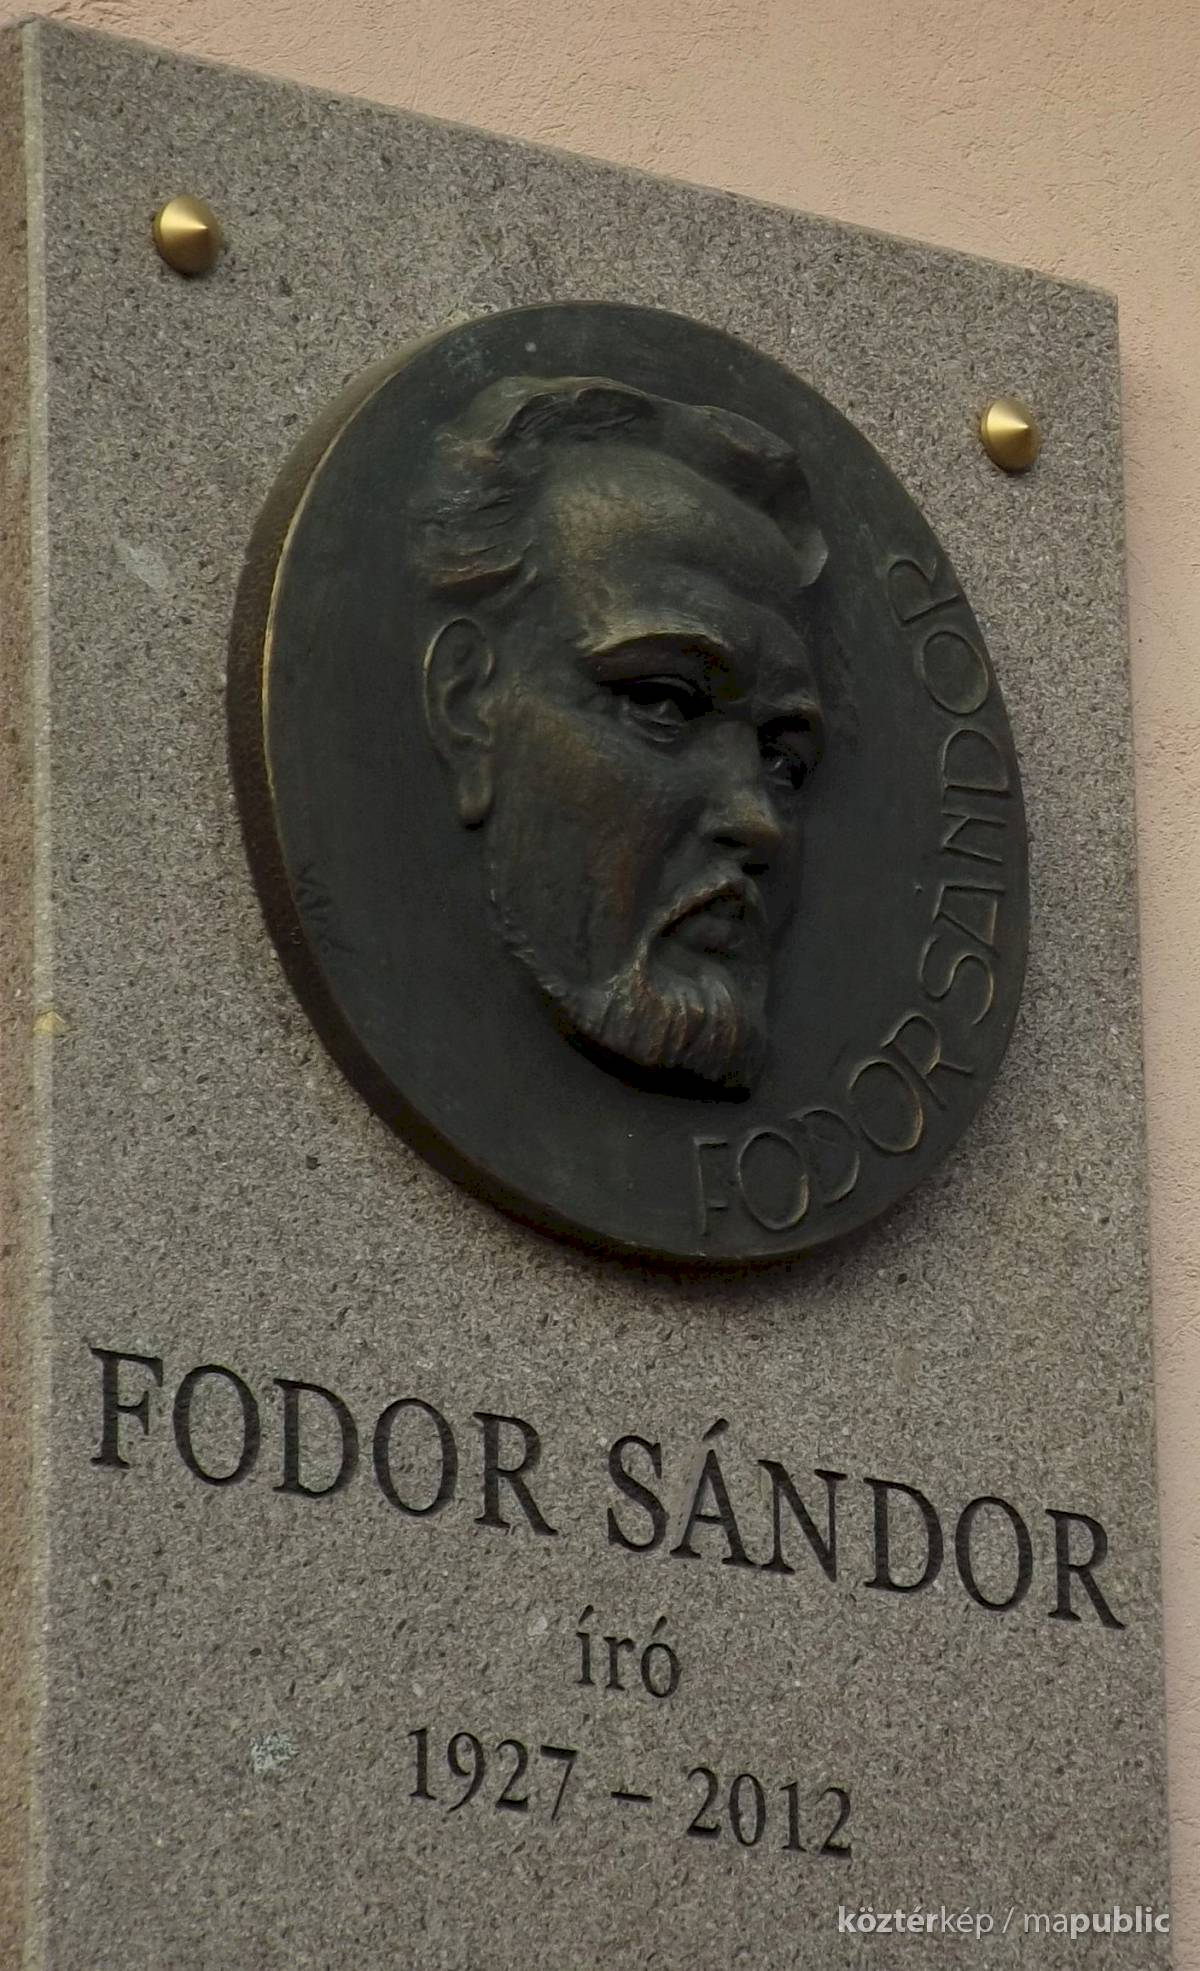 FODOR SÁNDOR
FODOR SÁNDOR
író
1927 – 2012
köztérkép / mapublic